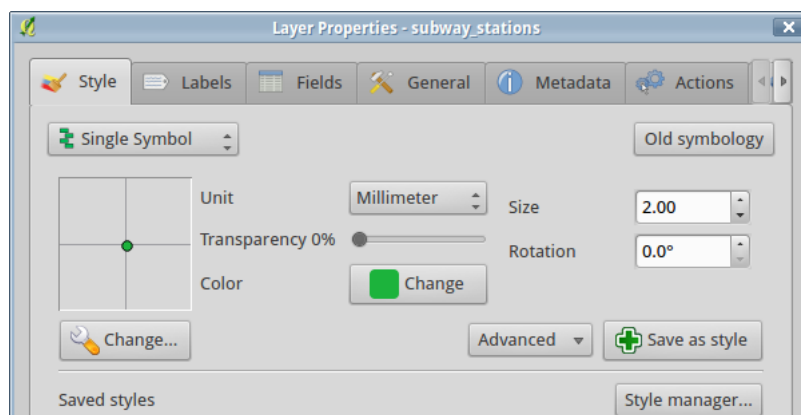 Layer Properties - subway_stations
Style Labels Fields General Metadata Actions
Single Symbol Old symbology
Unit Millimeter Size 2.00
Transparency 0% Rotation 0.0°
Color Change
Change... Advanced Save as style
Saved styles Style manager...